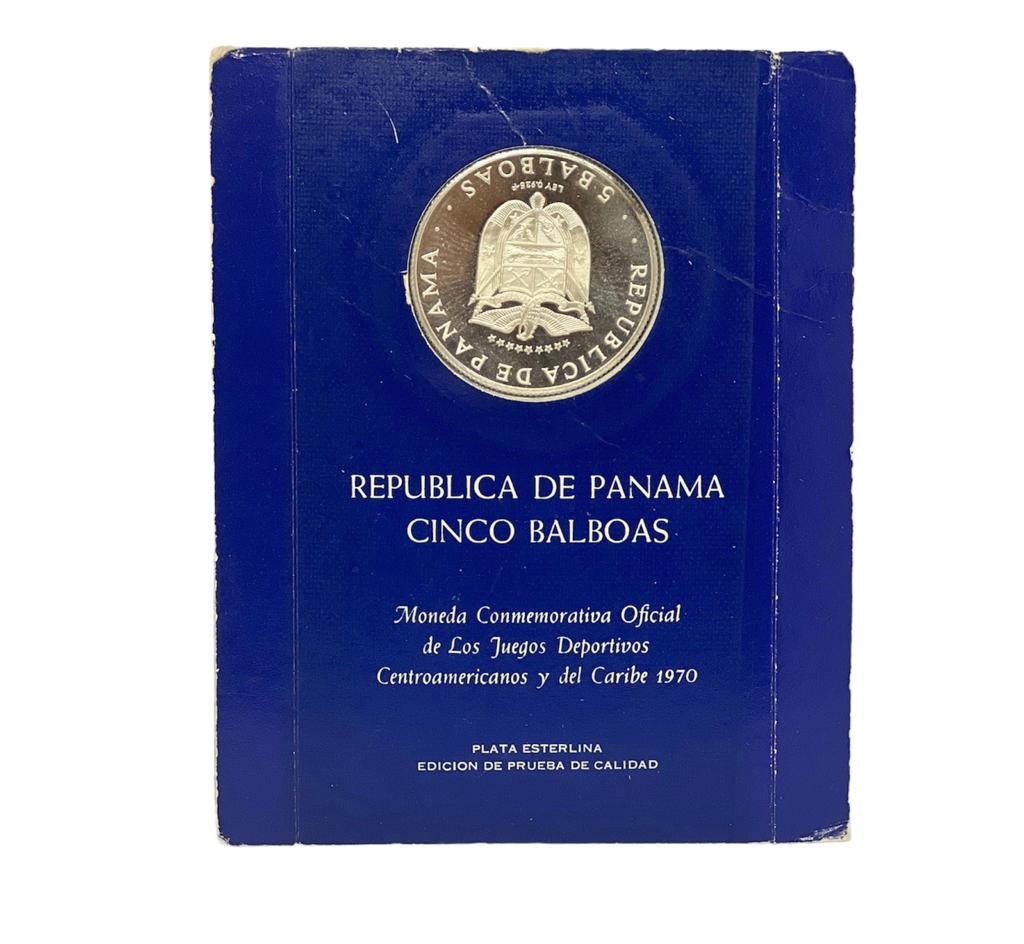 REPUBLICA DE PANAMA
5 BALBOAS
LEY 0.925
REPUBLICA DE PANAMA
CINCO BALBOAS
Moneda Conmemorativa Oficial
de Los Juegos Deportivos
Centroamericanos y del Caribe 1970
PLATA ESTERLINA
EDICION DE PRUEBA DE CALIDAD